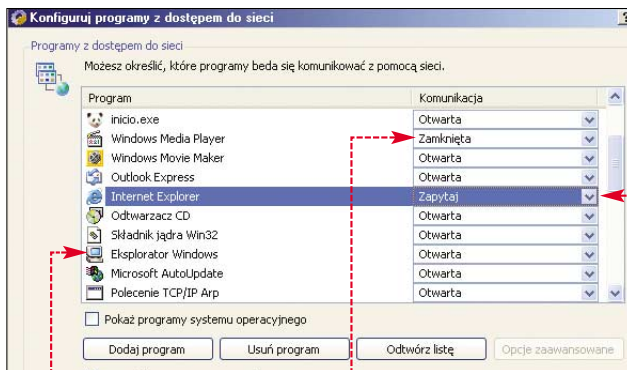 Konfiguruj programy z dostępem do sieci
Programy z dostępem do sieci
Możesz określić, które programy beda się komunikować z pomocą sieci.
Program Komunikacja
inicio.exe Otwarta
Windows Media Player Zamknięta
Windows Movie Maker Otwarta
Outlook Express Otwarta
Internet Explorer Zapytaj
Odtwarzacz CD Otwarta
Składnik jądra Win32 Otwarta
Eksplorator Windows Otwarta
Microsoft AutoUpdate Otwarta
Polecenie TCP/IP Arp Otwarta
Pokaż programy systemu operacyjnego
Dodaj program Usuń program Odtwórz listę Opcje zaawansowane